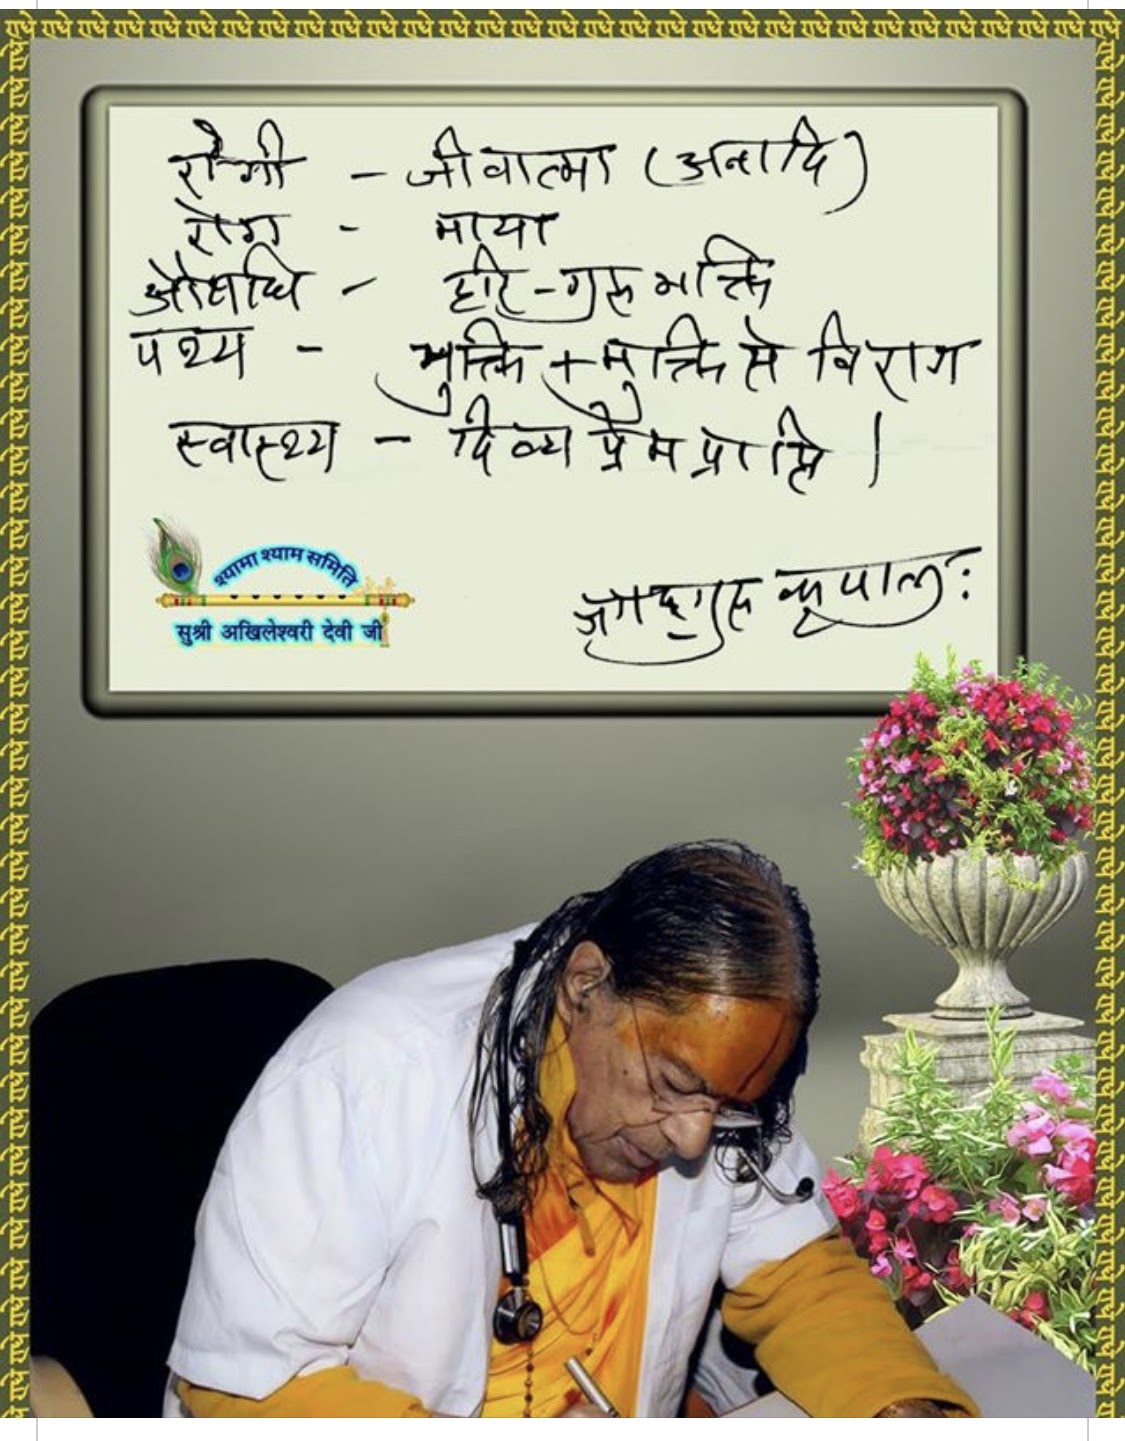 राधे राधे राधे राधे राधे राधे राधे राधे राधे राधे राधे राधे राधे राधे राधे राधे राधे राधे राधे राधे राधे राधे राधे राधे राधे राधे राधे राधे राधे
रोगी - जीवात्मा (अनादि)
रोग - माया
औषधि - हरि-गुरु भक्ति
पथ्य - भुक्ति + मुक्ति से विराग
स्वास्थ्य - दिव्य प्रेम प्राप्ति ।
जगद्गुरु कृपालुः
श्यामा श्याम समिति
सुश्री अखिलेश्वरी देवी जी